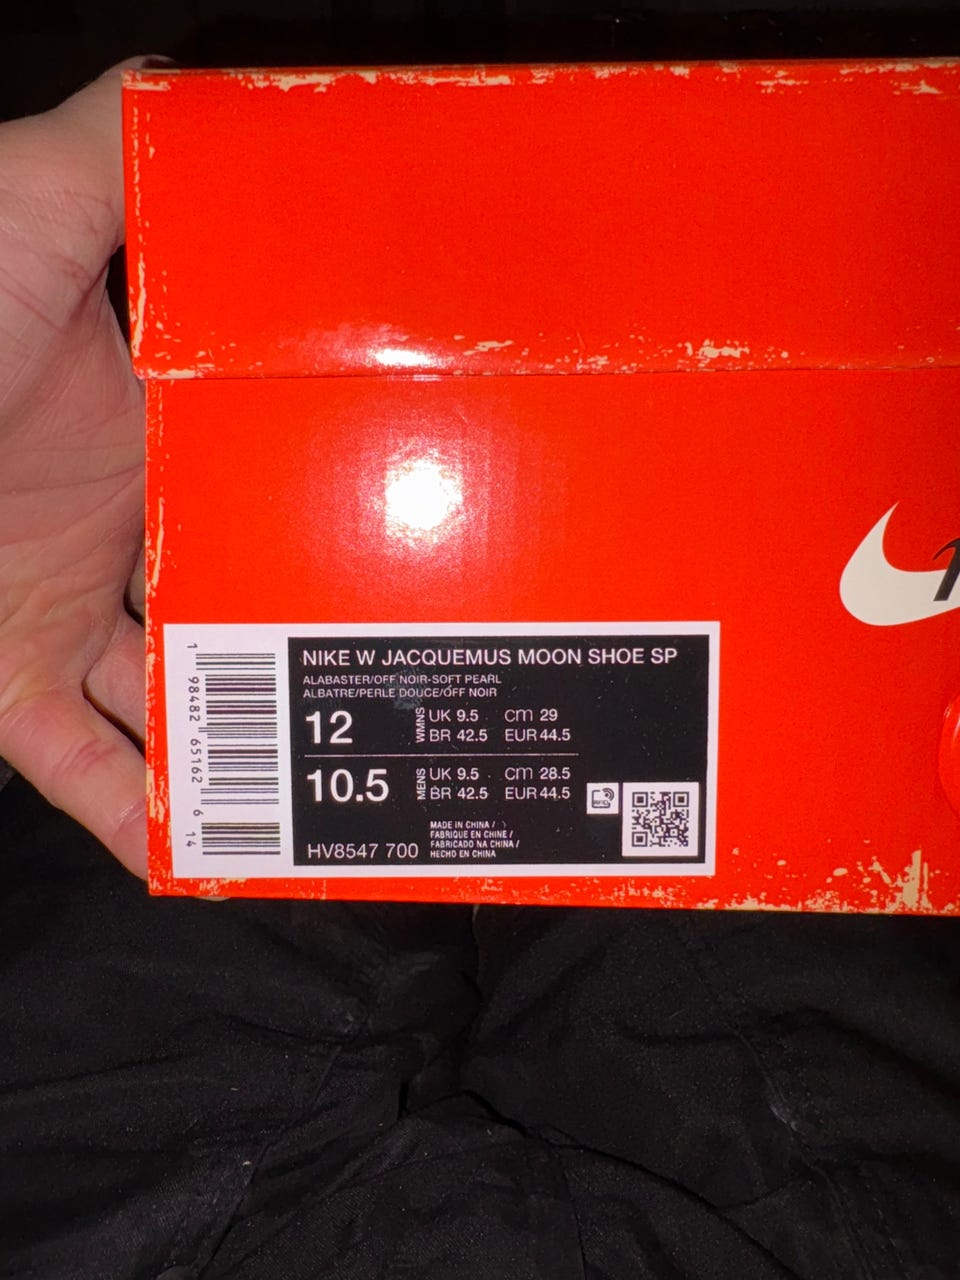 NIKE W JACQUEMUS MOON SHOE SP
ALABASTER/OFF NOIR-SOFT PEARL
ALBATRE/PERLE DOUCE/OFF NOIR
12 WMNS UK 9.5 CM 29
BR 42.5 EUR 44.5
10.5 MENS UK 9.5 CM 28.5
BR 42.5 EUR 44.5
MADE IN CHINA /
FABRIQUE EN CHINE /
FABRICADO NA CHINA /
HECHO EN CHINA
HV8547 700
RFID
1 98482 65162 6 14